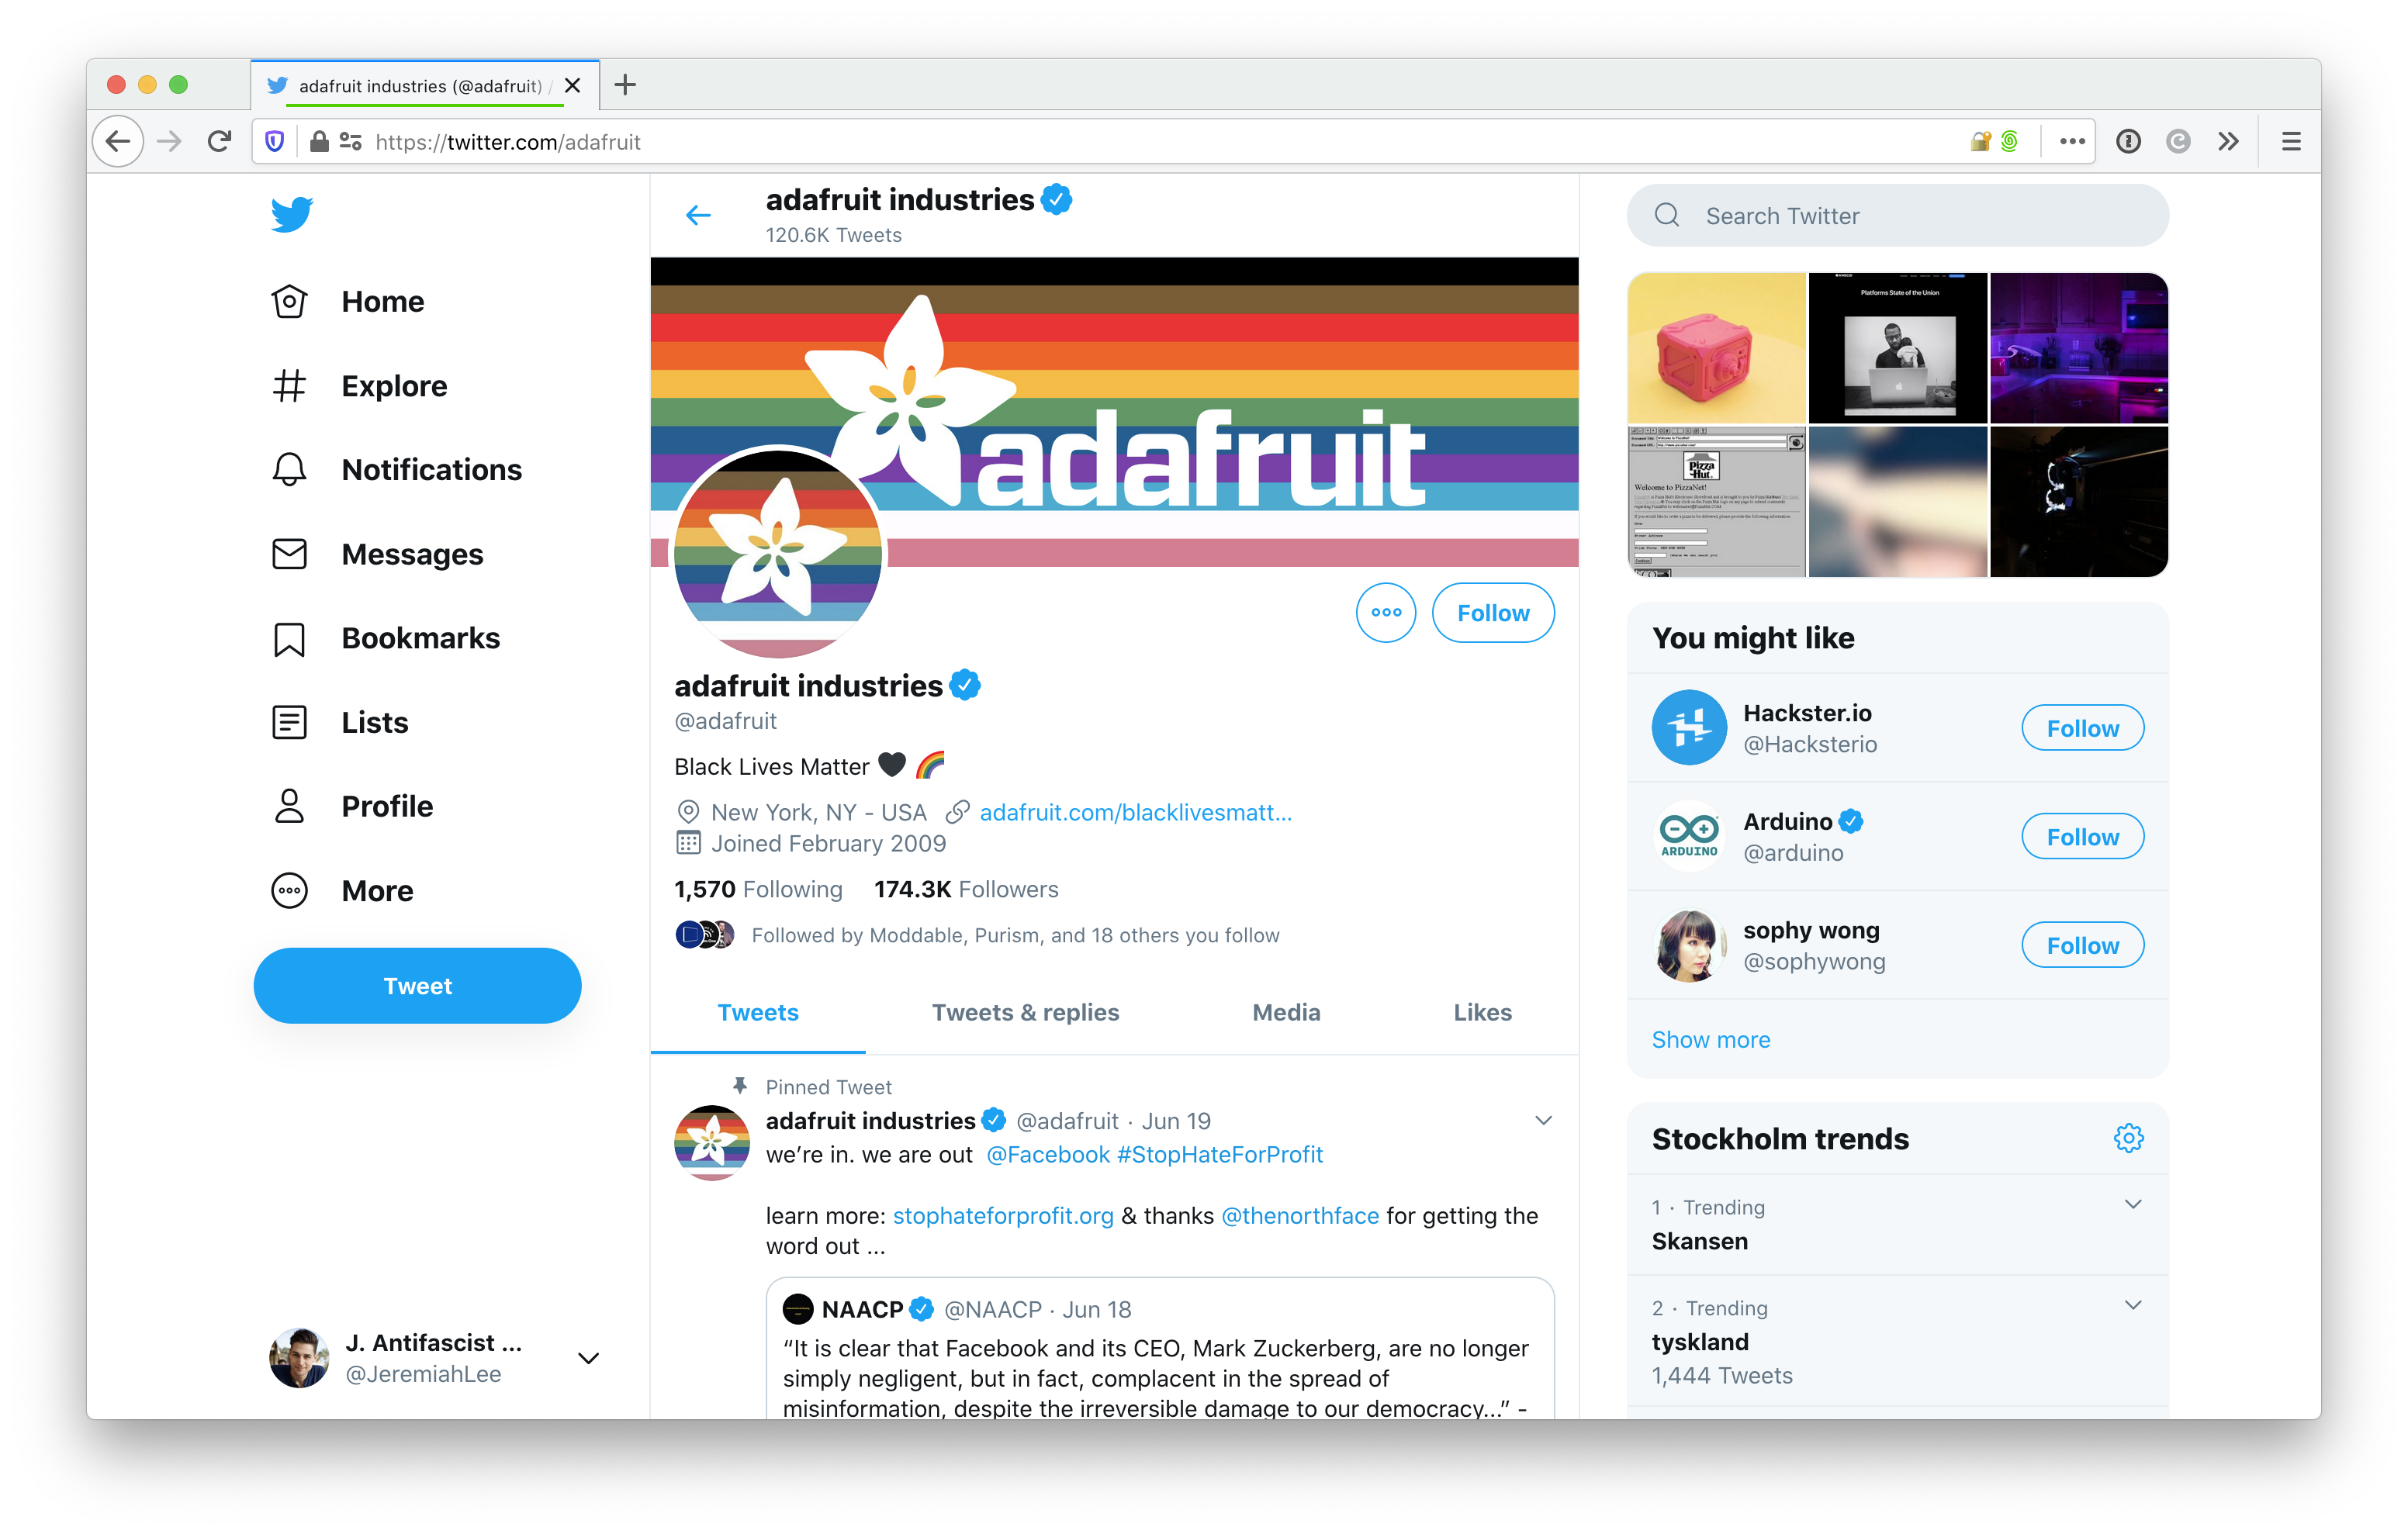 adafruit industries (@adafruit) /
https://twitter.com/adafruit
Home
Explore
Notifications
Messages
Bookmarks
Lists
Profile
More
Tweet
J. Antifascist ...
@JeremiahLee
adafruit industries
120.6K Tweets
adafruit
Follow
adafruit industries
@adafruit
Black Lives Matter 🖤 🌈
New York, NY - USA adafruit.com/blacklivesmatt...
Joined February 2009
1,570 Following 174.3K Followers
Followed by Moddable, Purism, and 18 others you follow
Tweets Tweets & replies Media Likes
Pinned Tweet
adafruit industries @adafruit · Jun 19
we’re in. we are out @Facebook #StopHateForProfit
learn more: stophateforprofit.org & thanks @thenorthface for getting the
word out ...
NAACP @NAACP · Jun 18
“It is clear that Facebook and its CEO, Mark Zuckerberg, are no longer
simply negligent, but in fact, complacent in the spread of
misinformation, despite the irreversible damage to our democracy...” -
Search Twitter
Platforms State of the Union
Pizza
Hut.
Welcome to PizzaNet!
You might like
Hackster.io
@Hacksterio
Follow
ARDUINO
Arduino
@arduino
Follow
sophy wong
@sophywong
Follow
Show more
Stockholm trends
1 · Trending
Skansen
2 · Trending
tyskland
1,444 Tweets